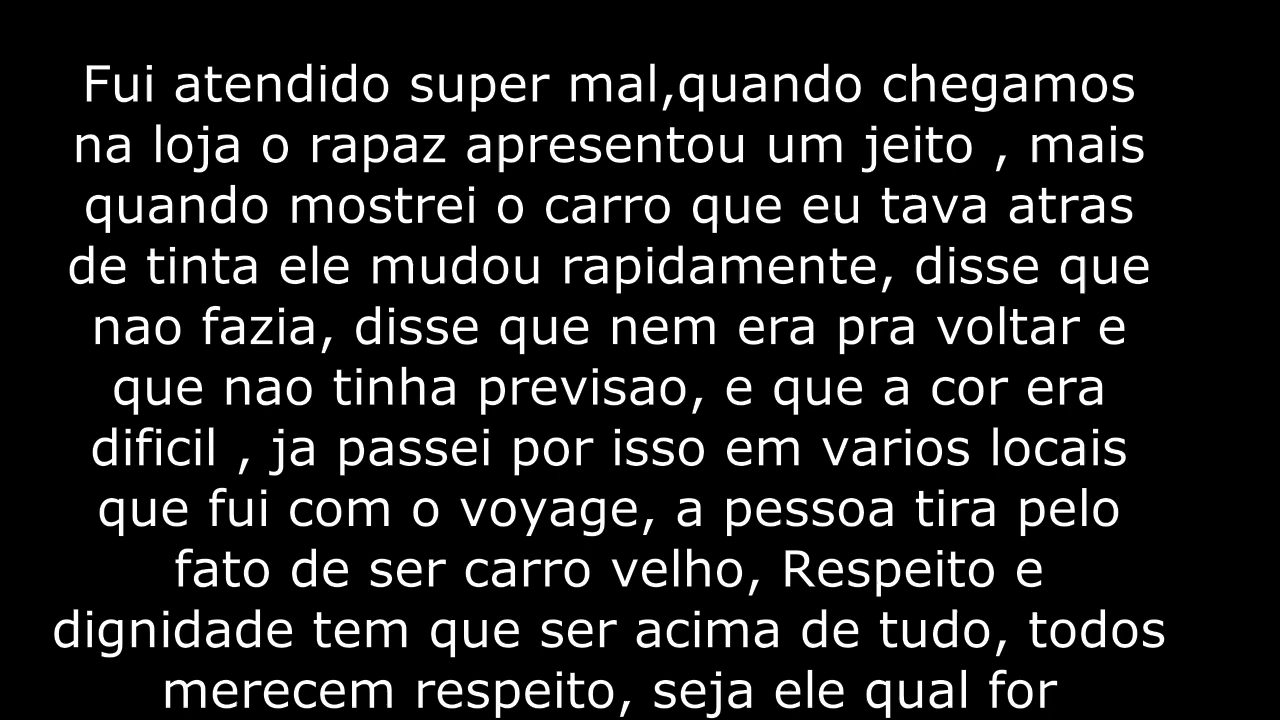 Fui atendido super mal,quando chegamos
na loja o rapaz apresentou um jeito , mais
quando mostrei o carro que eu tava atras
de tinta ele mudou rapidamente, disse que
nao fazia, disse que nem era pra voltar e
que nao tinha previsao, e que a cor era
dificil , ja passei por isso em varios locais
que fui com o voyage, a pessoa tira pelo
fato de ser carro velho, Respeito e
dignidade tem que ser acima de tudo, todos
merecem respeito, seja ele qual for